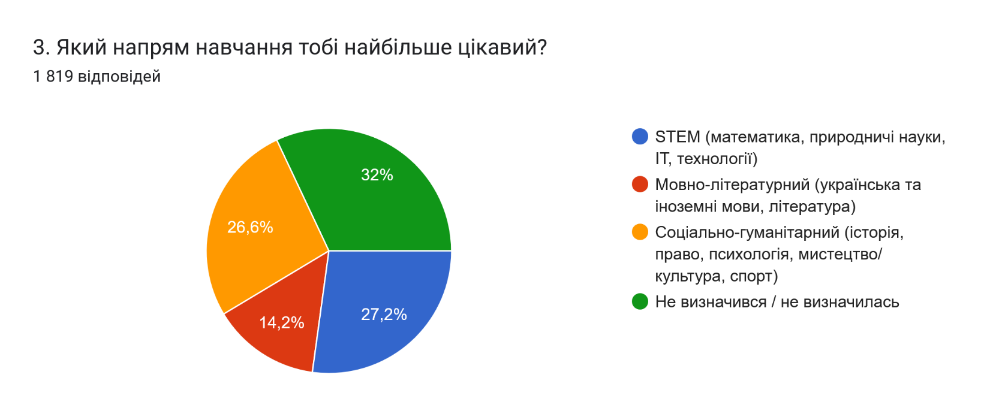 3. Який напрям навчання тобі найбільше цікавий?
1 819 відповідей
32%
26,6%
14,2%
27,2%
STEM (математика, природничі науки,
IT, технології)
Мовно-літературний (українська та
іноземні мови, література)
Соціально-гуманітарний (історія,
право, психологія, мистецтво/
культура, спорт)
Не визначився / не визначилась